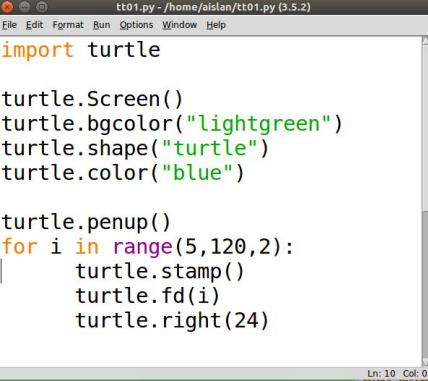 tt01.py - /home/aislan/tt01.py (3.5.2)
File Edit Format Run Options Window Help
import turtle
turtle.Screen()
turtle.bgcolor("lightgreen")
turtle.shape("turtle")
turtle.color("blue")
turtle.penup()
for i in range(5,120,2):
        turtle.stamp()
        turtle.fd(i)
        turtle.right(24)
Ln: 10 Col: 0